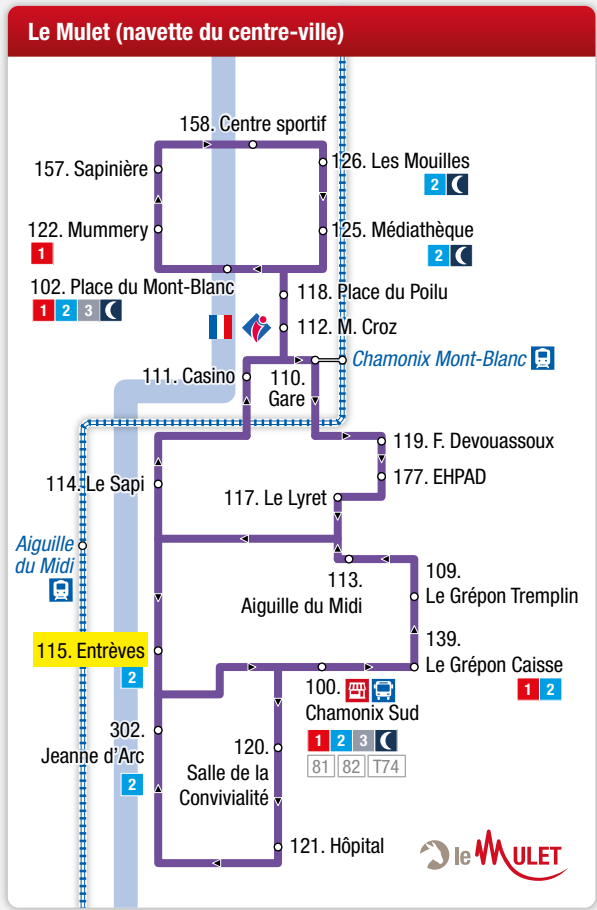 Le Mulet (navette du centre-ville)
158. Centre sportif
157. Sapinière
126. Les Mouilles
2
122. Mummery
1
125. Médiathèque
2
102. Place du Mont-Blanc
1 2 3
118. Place du Poilu
112. M. Croz
Chamonix Mont-Blanc
111. Casino
110.
Gare
119. F. Devouassoux
177. EHPAD
114. Le Sapi
117. Le Lyret
Aiguille
du Midi
113.
Aiguille du Midi
109.
Le Grépon Tremplin
115. Entrèves
2
139.
Le Grépon Caisse
1 2
100.
Chamonix Sud
1 2 3
81 82 T74
302.
Jeanne d'Arc
2
120.
Salle de la
Convivialité
121. Hôpital
le MULET